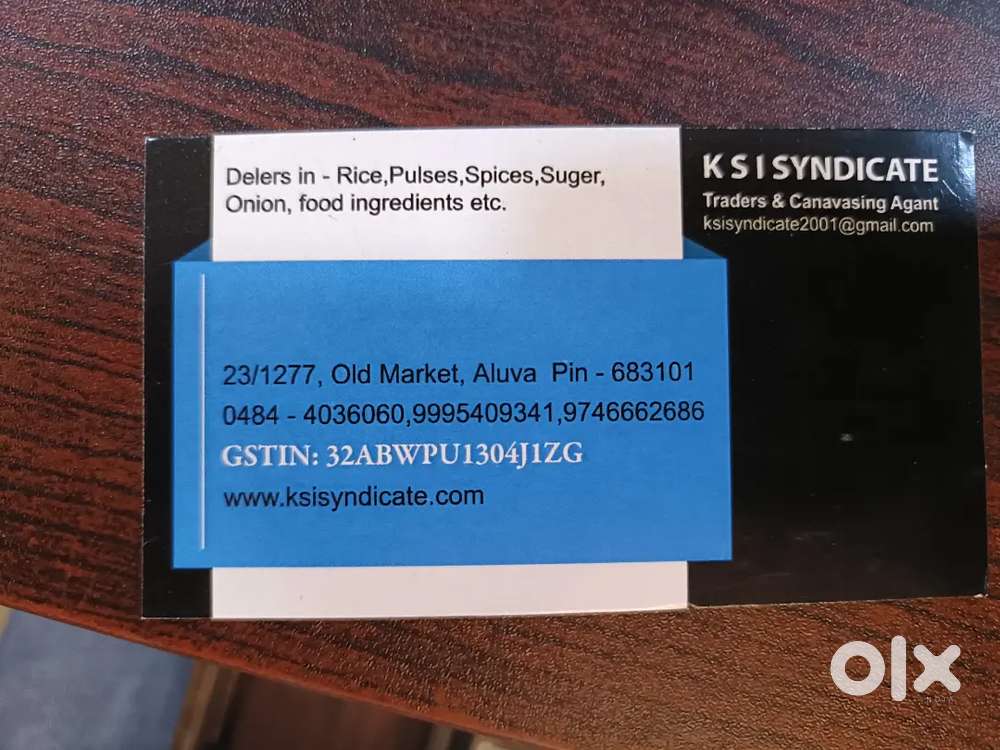 Delers in - Rice,Pulses,Spices,Suger,
Onion, food ingredients etc.
K S I SYNDICATE
Traders & Canavasing Agant
ksisyndicate2001@gmail.com
23/1277, Old Market, Aluva Pin - 683101
0484 - 4036060,9995409341,9746662686
GSTIN: 32ABWPU1304J1ZG
www.ksisyndicate.com
olx